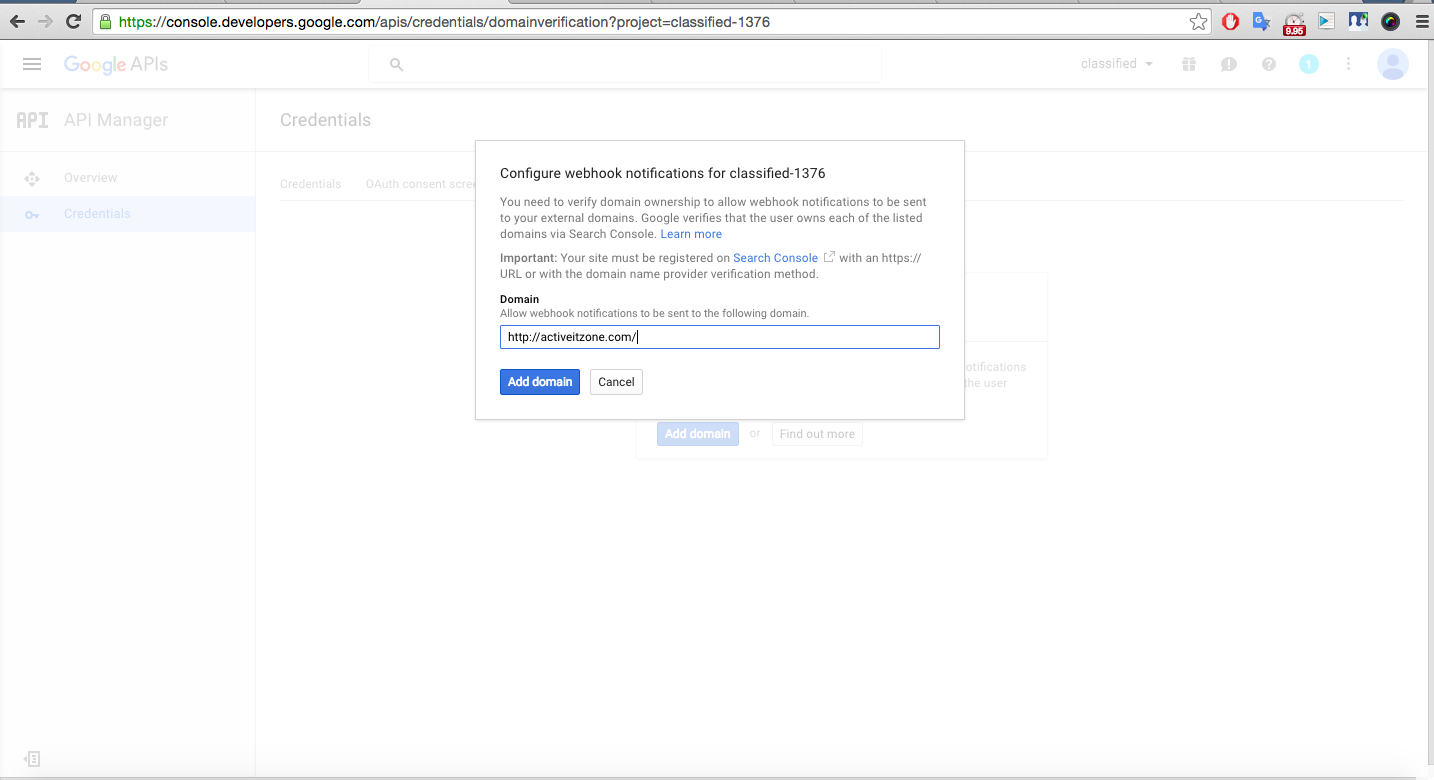 https://console.developers.google.com/apis/credentials/domainverification?project=classified-1376
9.95
Google APIs
classified
1
API
API Manager
Credentials
Overview
Credentials
Credentials
OAuth consent scree
Configure webhook notifications for classified-1376
You need to verify domain ownership to allow webhook notifications to be sent
to your external domains. Google verifies that the user owns each of the listed
domains via Search Console. Learn more
Important: Your site must be registered on Search Console with an https://
URL or with the domain name provider verification method.
Domain
Allow webhook notifications to be sent to the following domain.
http://activeitzone.com/
Add domain
Cancel
otifications
the user
Add domain or Find out more